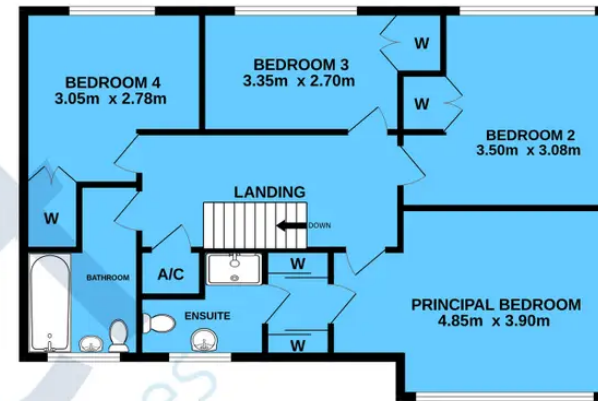 BEDROOM 4
3.05m x 2.78m
BEDROOM 3
3.35m x 2.70m
W
W
BEDROOM 2
3.50m x 3.08m
LANDING
DOWN
W
BATHROOM
A/C
W
ENSUITE
W
PRINCIPAL BEDROOM
4.85m x 3.90m